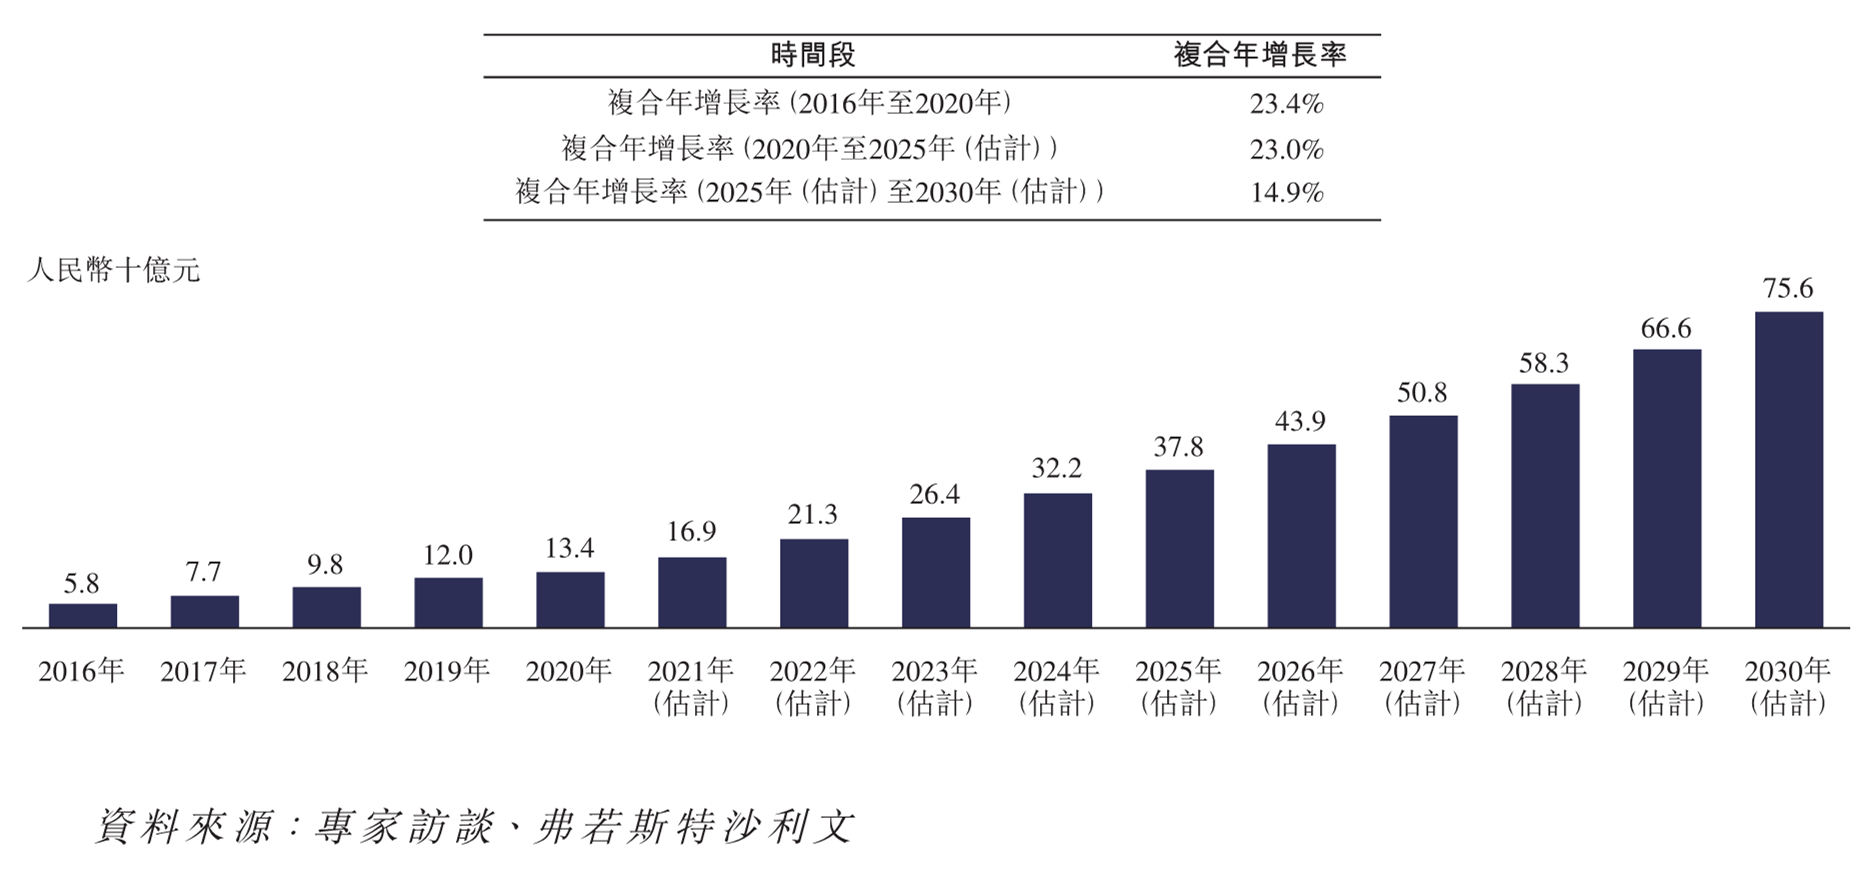 時間段 複合年增長率
複合年增長率 (2016年至2020年) 23.4%
複合年增長率 (2020年至2025年 (估計) ) 23.0%
複合年增長率 (2025年 (估計) 至2030年 (估計) ) 14.9%
人民幣十億元
5.8 7.7 9.8 12.0 13.4 16.9 21.3 26.4 32.2 37.8 43.9 50.8 58.3 66.6 75.6
2016年 2017年 2018年 2019年 2020年 2021年 2022年 2023年 2024年 2025年 2026年 2027年 2028年 2029年 2030年
(估計) (估計) (估計) (估計) (估計) (估計) (估計) (估計) (估計) (估計)
資料來源：專家訪談、弗若斯特沙利文